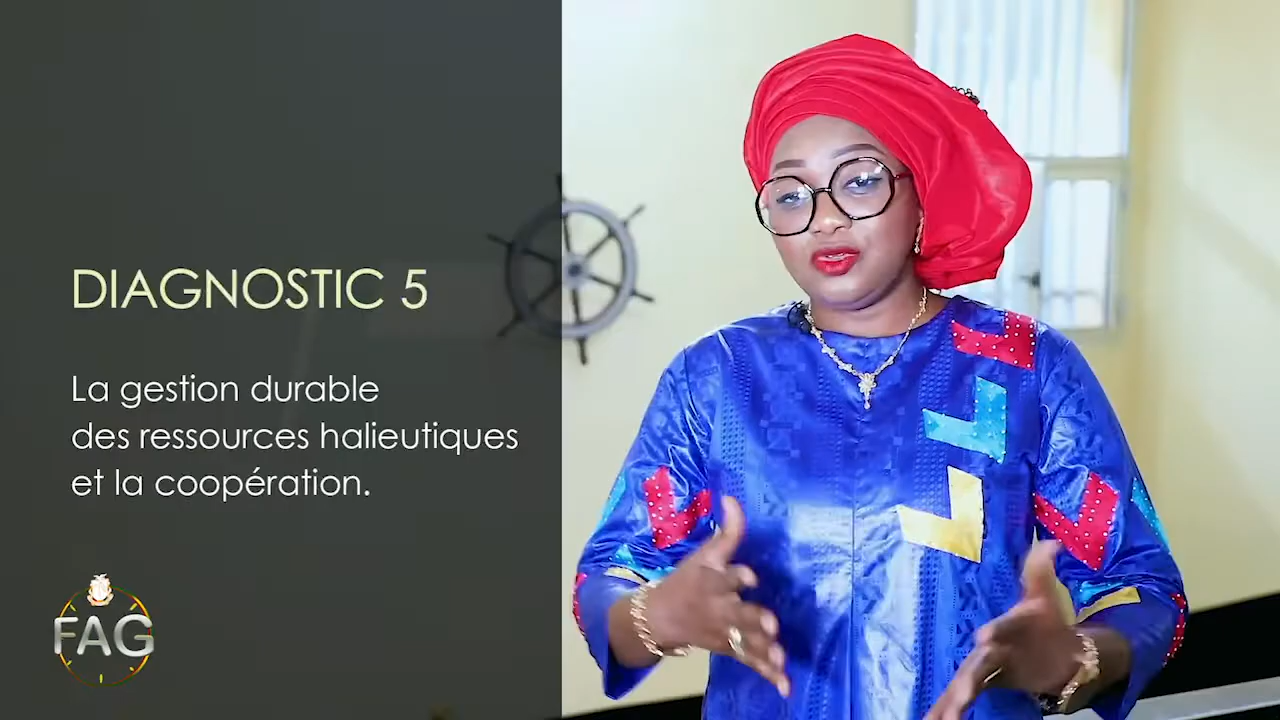 DIAGNOSTIC 5
La gestion durable
des ressources halieutiques
et la coopération.
FAG